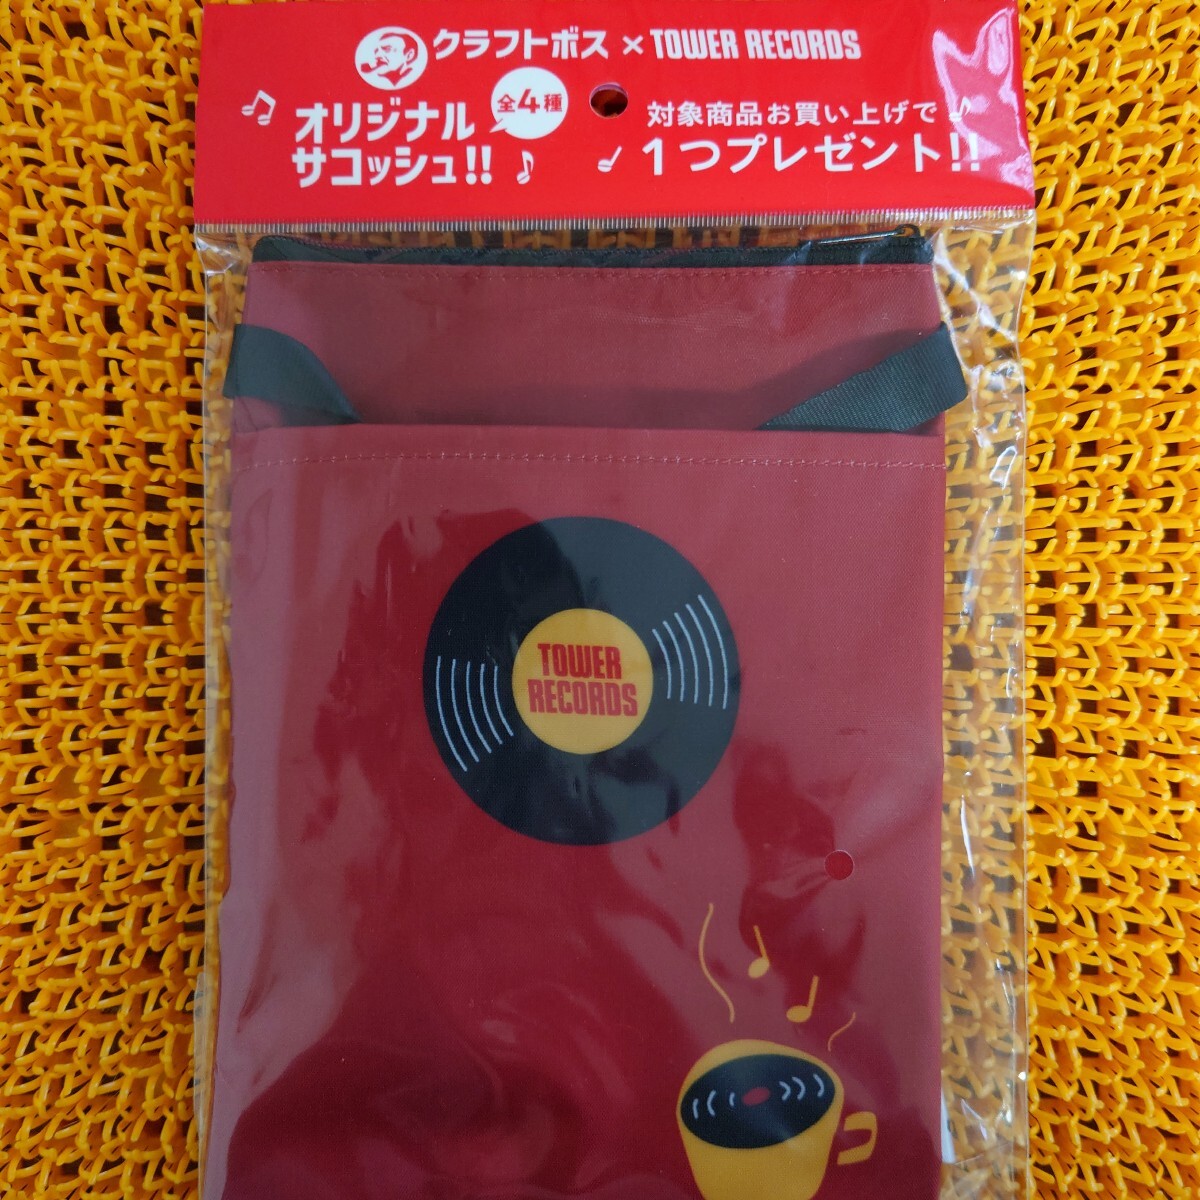 クラフトボス × TOWER RECORDS
オリジナル
サコッシュ!!
全4種
対象商品お買い上げで
1つプレゼント!!
TOWER
RECORDS